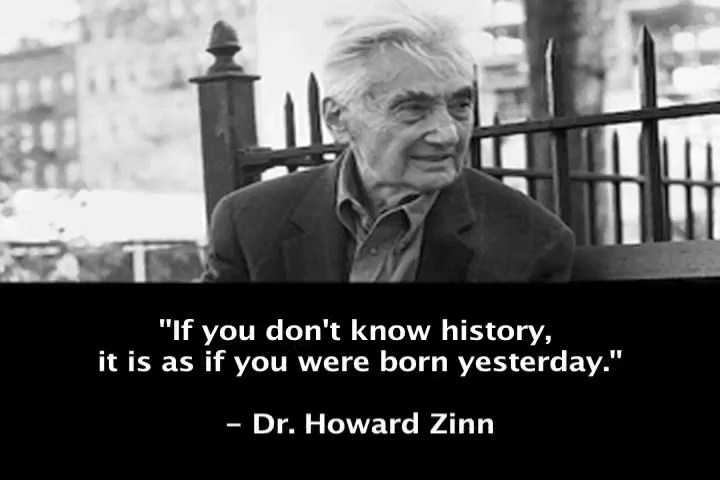 "If you don't know history,
it is as if you were born yesterday."
– Dr. Howard Zinn